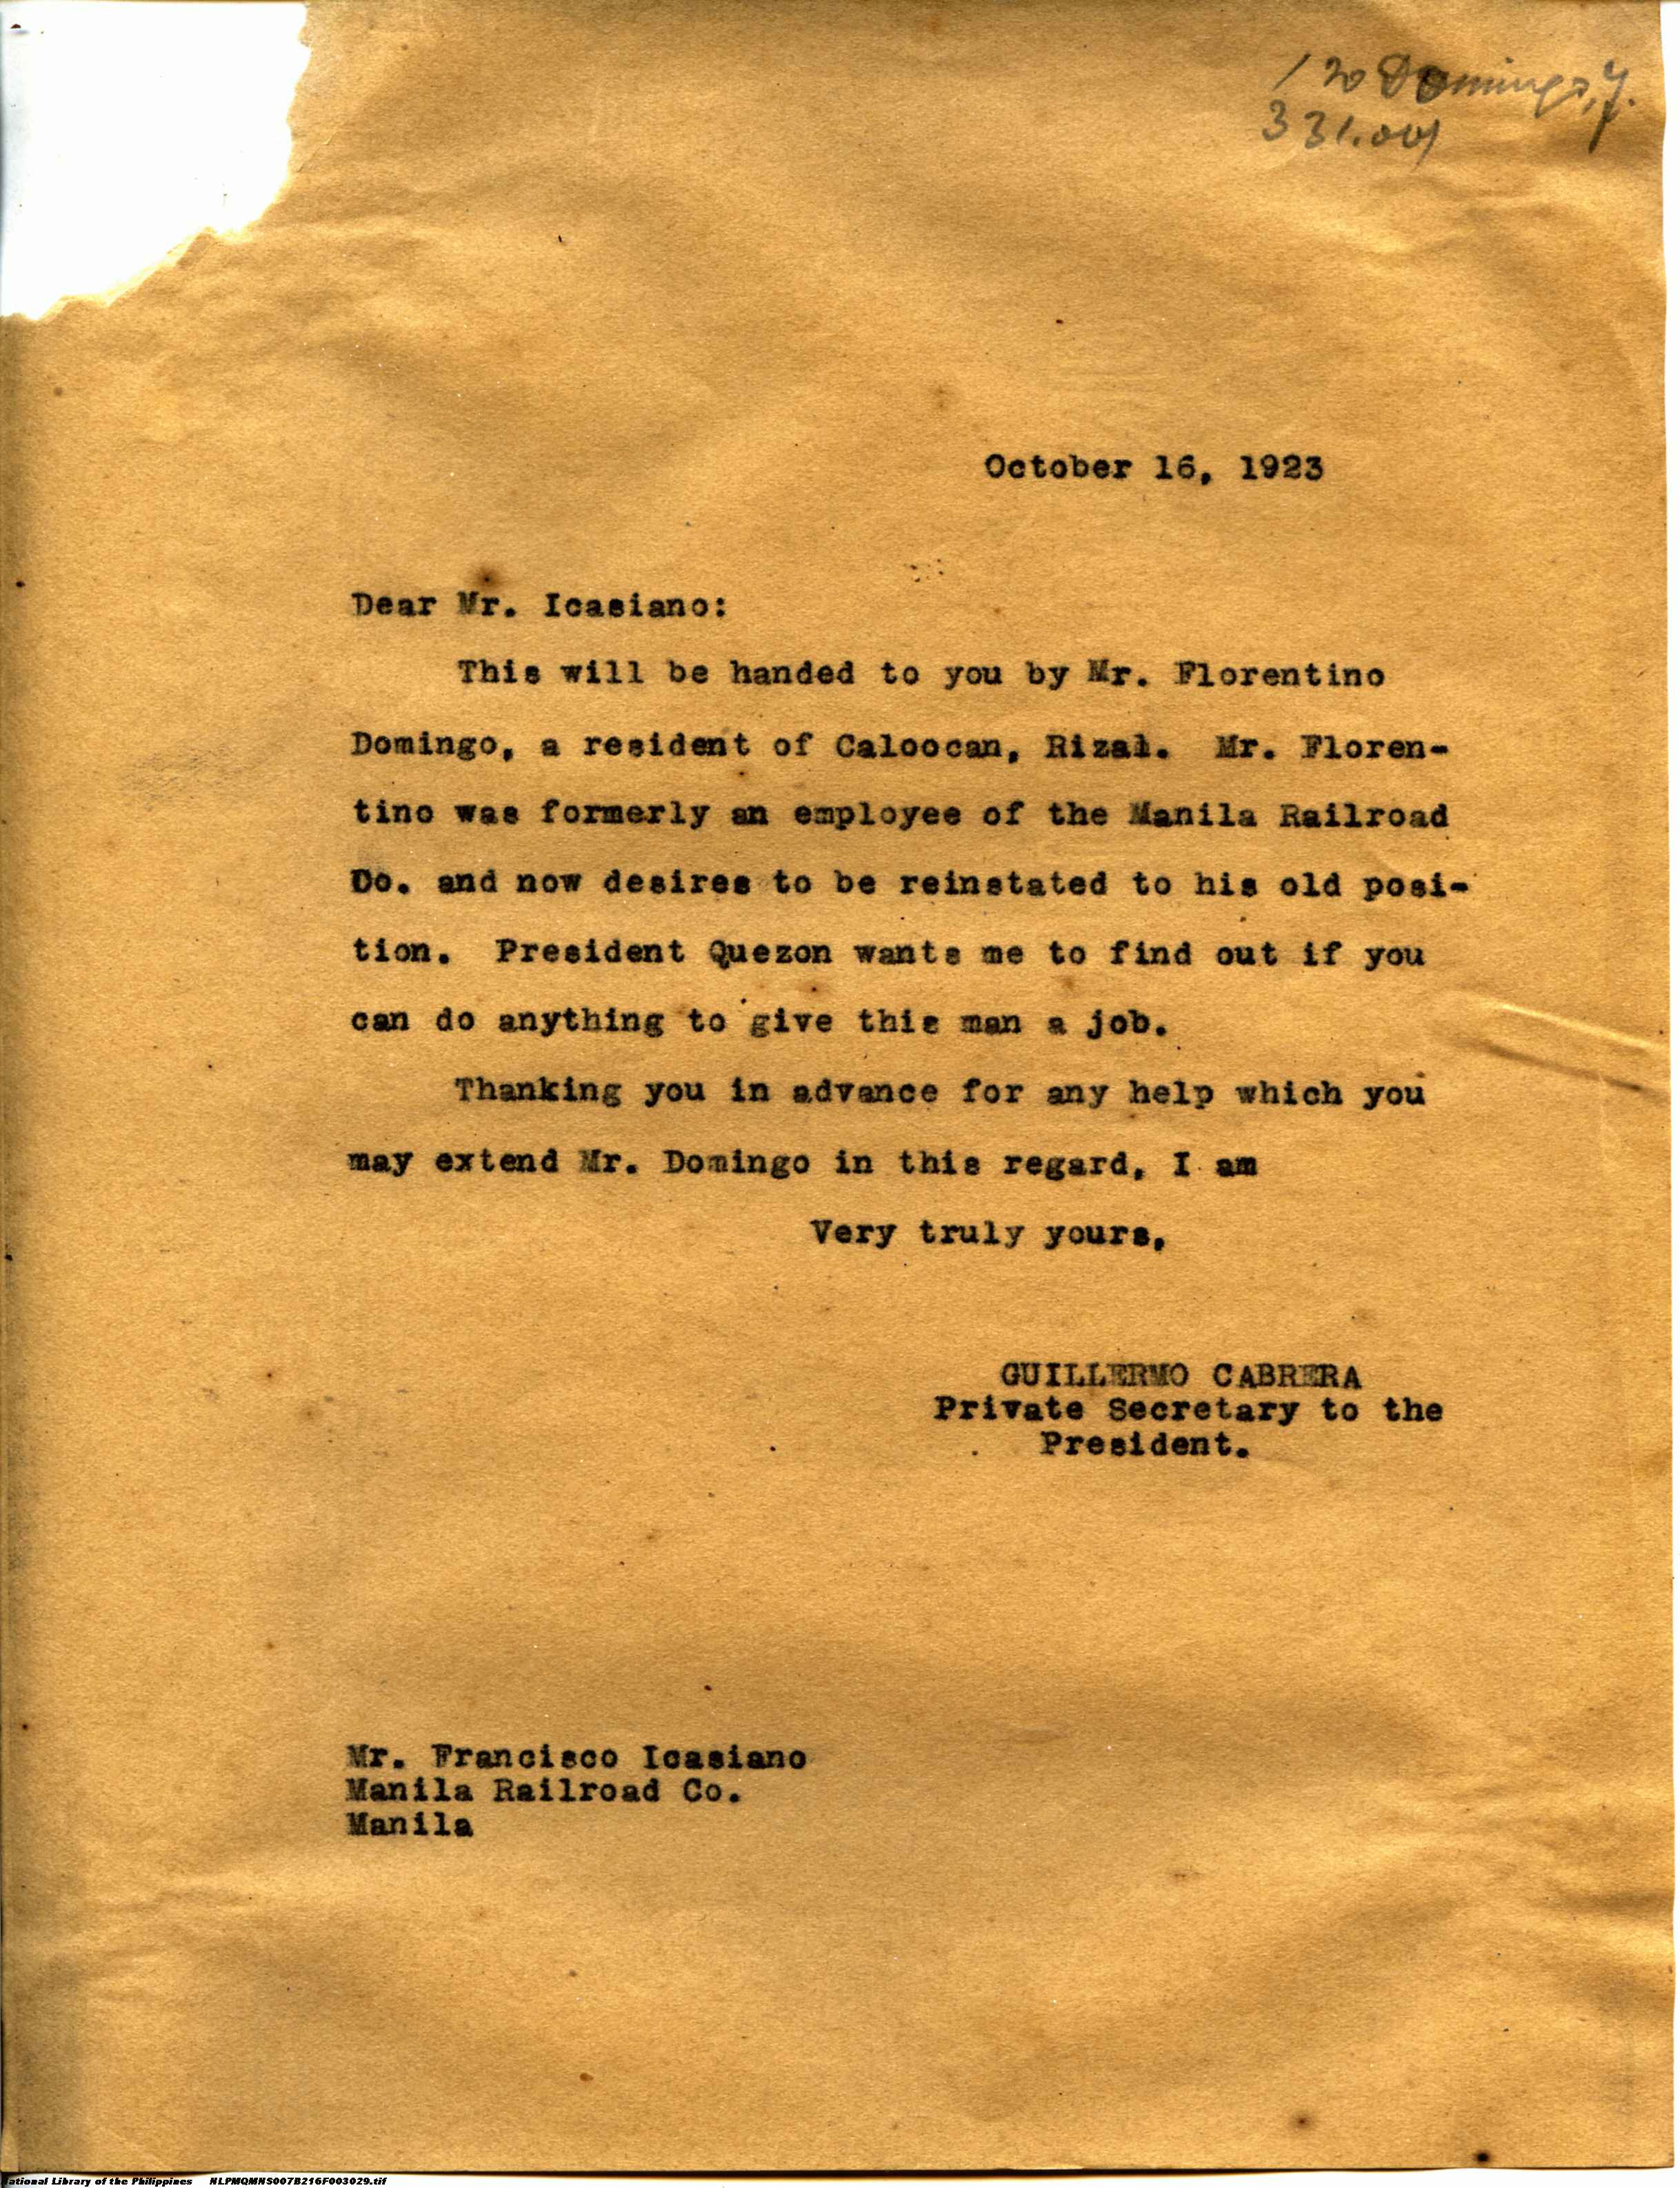 120 Domingo, F.
331.001
October 16, 1923
Dear Mr. Icasiano:
This will be handed to you by Mr. Florentino
Domingo, a resident of Caloocan, Rizal. Mr. Floren-
tino was formerly an employee of the Manila Railroad
Co. and now desires to be reinstated to his old posi-
tion. President Quezon wants me to find out if you
can do anything to give this man a job.
Thanking you in advance for any help which you
may extend Mr. Domingo in this regard, I am
Very truly yours,
GUILLERMO CABRERA
Private Secretary to the
President.
Mr. Francisco Icasiano
Manila Railroad Co.
Manila
ational Library of the Philippines NLPMQMNS007B216F003029.tif